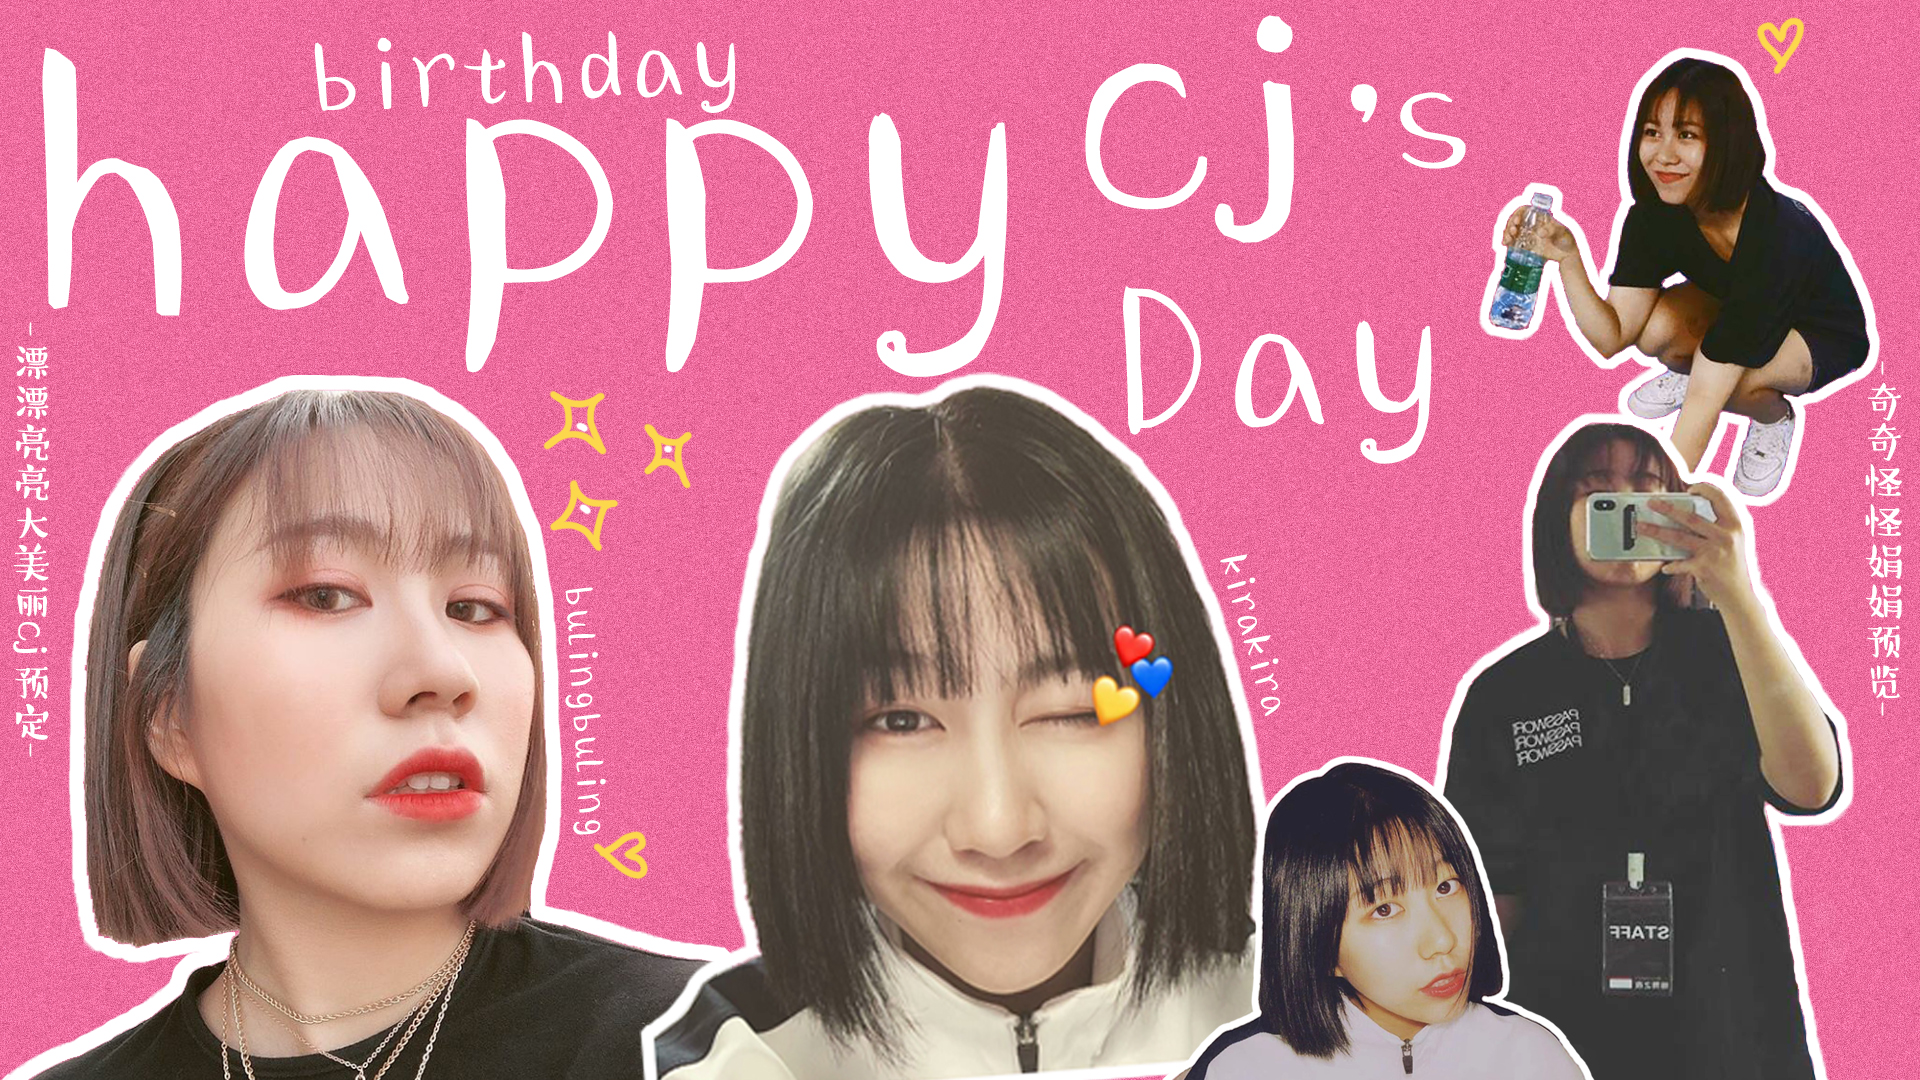 birthday
happy
cj's
Day
-漂漂亮亮大美丽cj预定-
bulingbuling
kirakira
-奇奇怪怪娟娟预览-
PASSWORD
PASSWORD
PASSWORD
STAFF